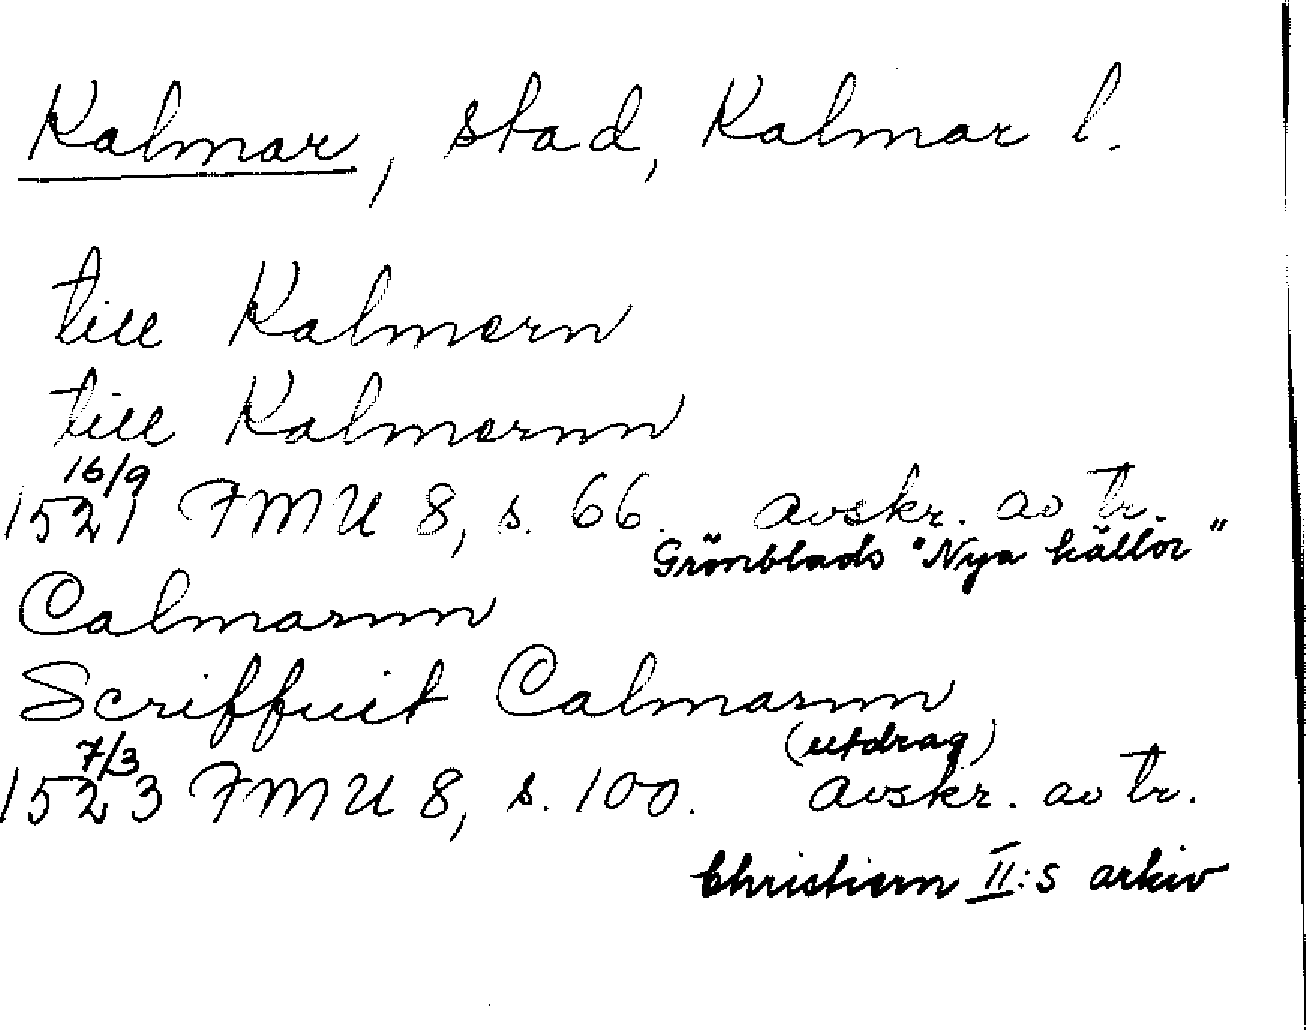 Kalmar, stad, Kalmar l.
till Kalmern
till Kalmernn
16/9
1521 FMU 8, s. 66. avskr. av tr.
Grönblads "Nya källor"
Calmarnn
Scriffuit Calmarnn
7/3 (utdrag)
1523 FMU 8, s. 100. avskr. av tr.
Christiern II:s arkiv